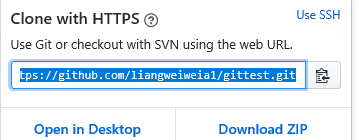 Clone with HTTPS
Use SSH
Use Git or checkout with SVN using the web URL.
tps://github.com/liangweiweia1/gittest.git
Open in Desktop
Download ZIP